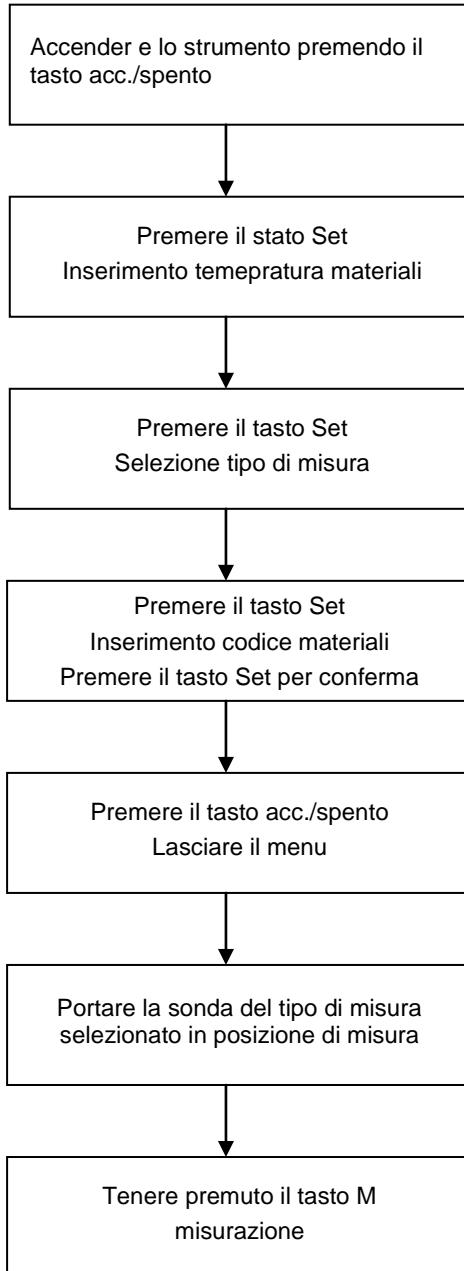 Accender e lo strumento premendo il
tasto acc./spento
Premere il stato Set
Inserimento temepratura materiali
Premere il tasto Set
Selezione tipo di misura
Premere il tasto Set
Inserimento codice materiali
Premere il tasto Set per conferma
Premere il tasto acc./spento
Lasciare il menu
Portare la sonda del tipo di misura
selezionato in posizione di misura
Tenere premuto il tasto M
misurazione